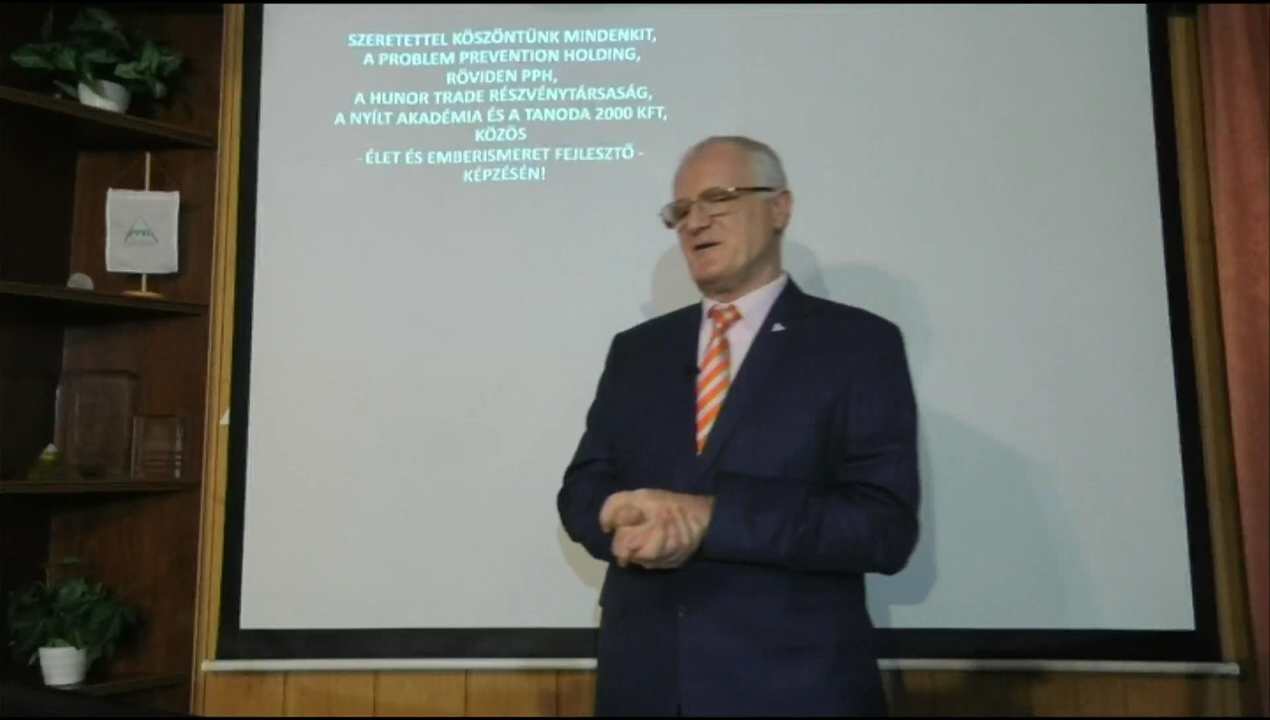 SZERETETTEL KÖSZÖNTÜNK MINDENKIT,
A PROBLEM PREVENTION HOLDING,
RÖVIDEN PPH,
A HUNOR TRADE RÉSZVÉNYTÁRSASÁG,
A NYÍLT AKADÉMIA ÉS A TANODA 2000 KFT,
KÖZÖS
- ÉLET ÉS EMBERISMERET FEJLESZTŐ -
KÉPZÉSÉN!